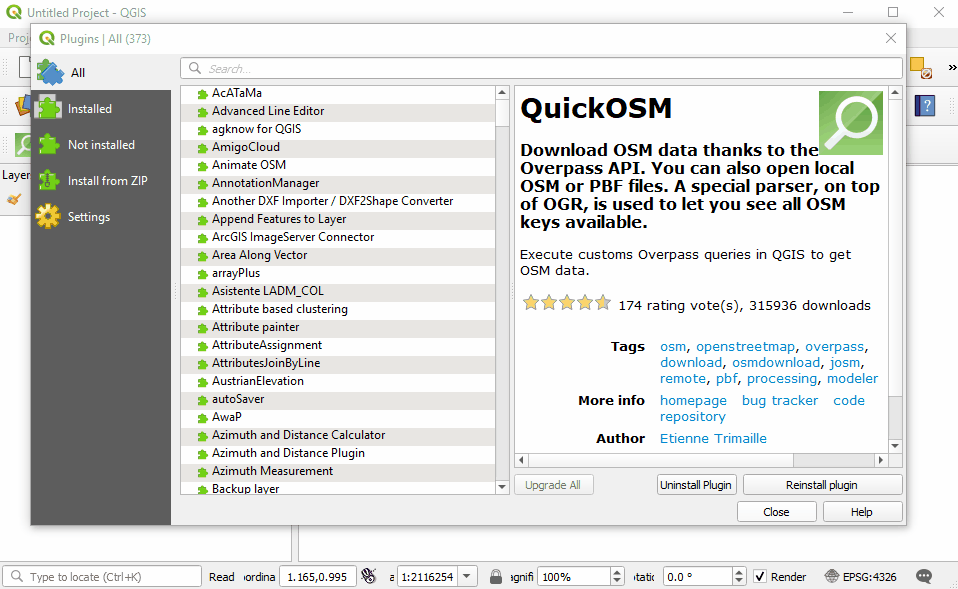 Untitled Project - QGIS
Proj
Plugins | All (373)
All
Installed
Not installed
Install from ZIP
Settings
Layer
Search...
AcATaMa
Advanced Line Editor
agknow for QGIS
AmigoCloud
Animate OSM
AnnotationManager
Another DXF Importer / DXF2Shape Converter
Append Features to Layer
ArcGIS ImageServer Connector
Area Along Vector
arrayPlus
Asistente LADM_COL
Attribute based clustering
Attribute painter
AttributeAssignment
AttributesJoinByLine
AustrianElevation
autoSaver
AwaP
Azimuth and Distance Calculator
Azimuth and Distance Plugin
Azimuth Measurement
Backup layer
QuickOSM
Download OSM data thanks to the
Overpass API. You can also open local
OSM or PBF files. A special parser, on top
of OGR, is used to let you see all OSM
keys available.
Execute customs Overpass queries in QGIS to get
OSM data.
174 rating vote(s), 315936 downloads
Tags osm, openstreetmap, overpass,
download, osmdownload, josm,
remote, pbf, processing, modeler
More info homepage bug tracker code
repository
Author Etienne Trimaille
Upgrade All Uninstall Plugin Reinstall plugin
Close Help
Type to locate (Ctrl+K) Read ordina 1.165,0.995 a 1:2116254 agnifi 100% tatic 0.0 ° Render EPSG:4326